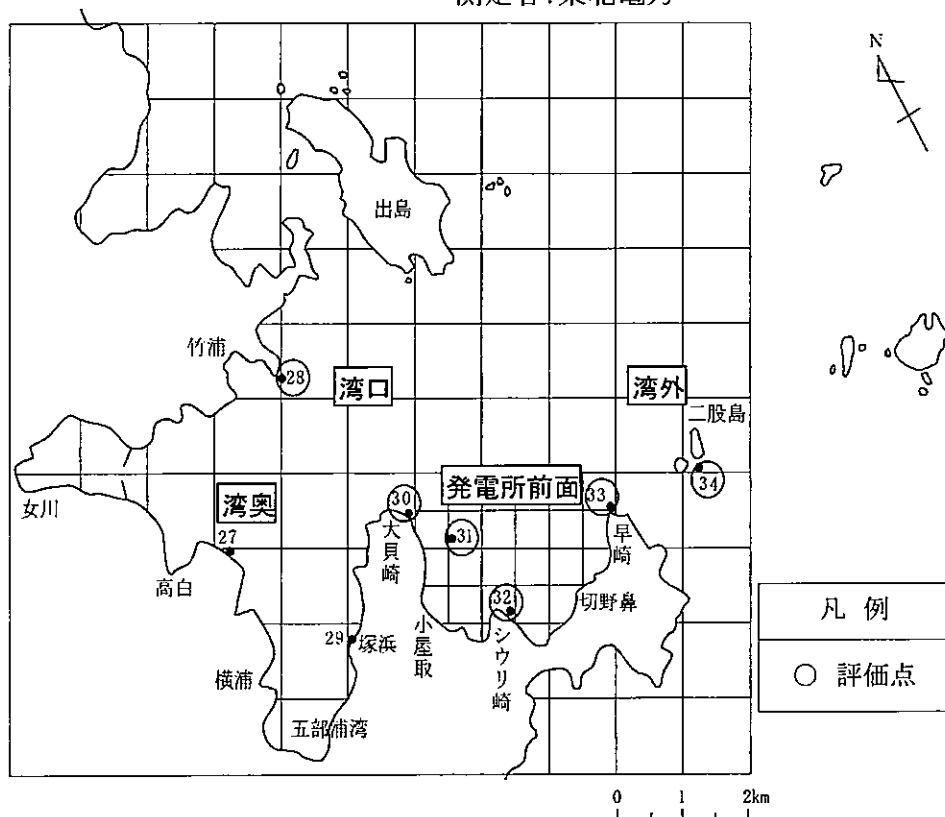 測定者:東北電力
N
出島
竹浦
28
湾口
湾外
二股島
34
女川
湾奥
27
高白
30
大貝崎
発電所前面
31
33
早崎
32
シウリ崎
切野鼻
小屋取
29
塚浜
横浦
五部浦湾
凡例
○ 評価点
0 1 2km